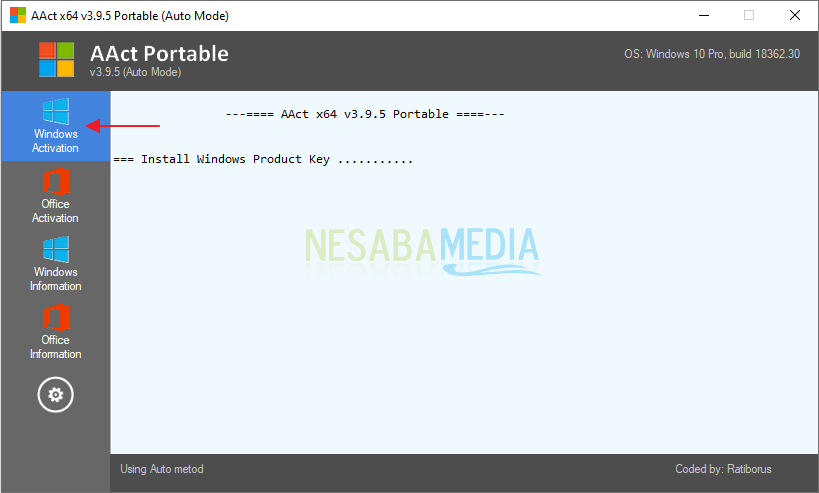 AAct x64 v3.9.5 Portable (Auto Mode)
AAct Portable
v3.9.5 (Auto Mode)
OS: Windows 10 Pro, build 18362.30
Windows
Activation
Office
Activation
Windows
Information
Office
Information
---==== AAct x64 v3.9.5 Portable ====---
=== Install Windows Product Key ...........
NESABAMEDIA
Using Auto metod
Coded by: Ratiborus